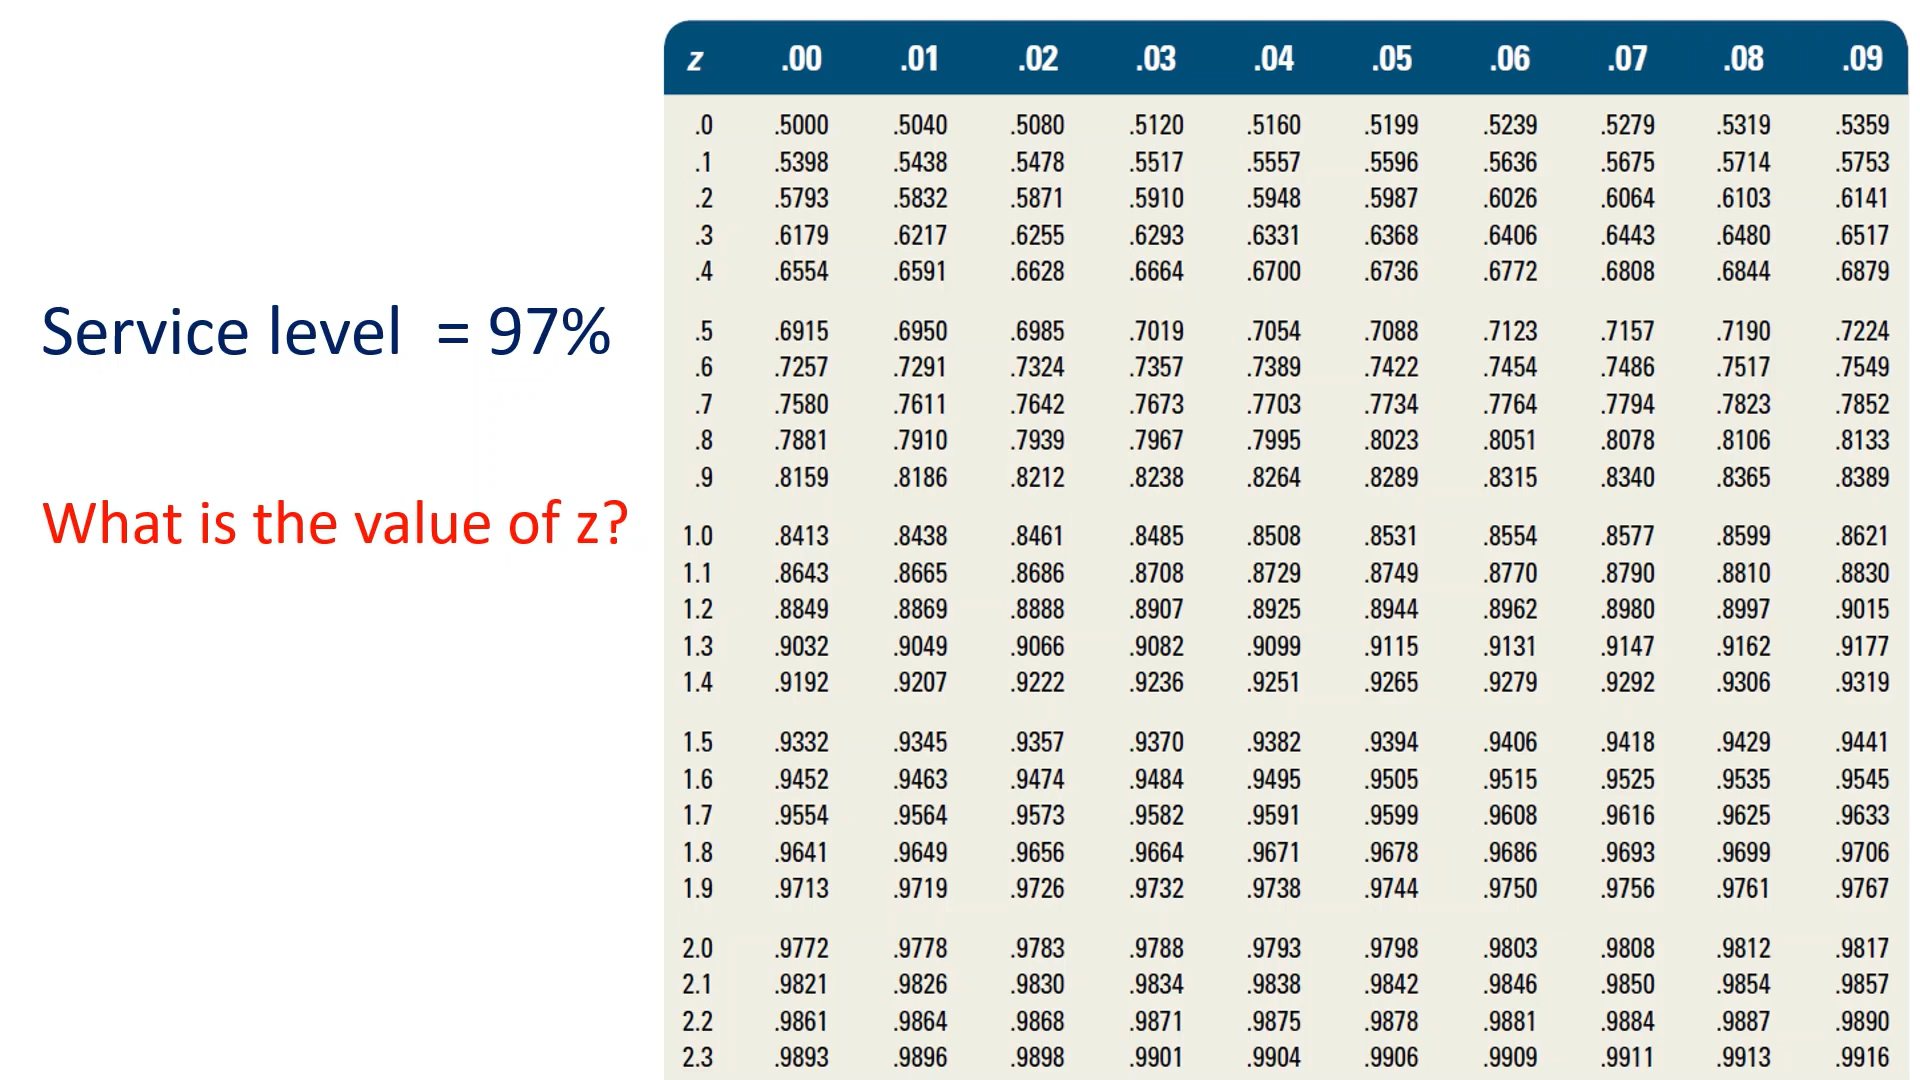 Service level = 97%
What is the value of z?
z .00 .01 .02 .03 .04 .05 .06 .07 .08 .09
.0 .5000 .5040 .5080 .5120 .5160 .5199 .5239 .5279 .5319 .5359
.1 .5398 .5438 .5478 .5517 .5557 .5596 .5636 .5675 .5714 .5753
.2 .5793 .5832 .5871 .5910 .5948 .5987 .6026 .6064 .6103 .6141
.3 .6179 .6217 .6255 .6293 .6331 .6368 .6406 .6443 .6480 .6517
.4 .6554 .6591 .6628 .6664 .6700 .6736 .6772 .6808 .6844 .6879
.5 .6915 .6950 .6985 .7019 .7054 .7088 .7123 .7157 .7190 .7224
.6 .7257 .7291 .7324 .7357 .7389 .7422 .7454 .7486 .7517 .7549
.7 .7580 .7611 .7642 .7673 .7703 .7734 .7764 .7794 .7823 .7852
.8 .7881 .7910 .7939 .7967 .7995 .8023 .8051 .8078 .8106 .8133
.9 .8159 .8186 .8212 .8238 .8264 .8289 .8315 .8340 .8365 .8389
1.0 .8413 .8438 .8461 .8485 .8508 .8531 .8554 .8577 .8599 .8621
1.1 .8643 .8665 .8686 .8708 .8729 .8749 .8770 .8790 .8810 .8830
1.2 .8849 .8869 .8888 .8907 .8925 .8944 .8962 .8980 .8997 .9015
1.3 .9032 .9049 .9066 .9082 .9099 .9115 .9131 .9147 .9162 .9177
1.4 .9192 .9207 .9222 .9236 .9251 .9265 .9279 .9292 .9306 .9319
1.5 .9332 .9345 .9357 .9370 .9382 .9394 .9406 .9418 .9429 .9441
1.6 .9452 .9463 .9474 .9484 .9495 .9505 .9515 .9525 .9535 .9545
1.7 .9554 .9564 .9573 .9582 .9591 .9599 .9608 .9616 .9625 .9633
1.8 .9641 .9649 .9656 .9664 .9671 .9678 .9686 .9693 .9699 .9706
1.9 .9713 .9719 .9726 .9732 .9738 .9744 .9750 .9756 .9761 .9767
2.0 .9772 .9778 .9783 .9788 .9793 .9798 .9803 .9808 .9812 .9817
2.1 .9821 .9826 .9830 .9834 .9838 .9842 .9846 .9850 .9854 .9857
2.2 .9861 .9864 .9868 .9871 .9875 .9878 .9881 .9884 .9887 .9890
2.3 .9893 .9896 .9898 .9901 .9904 .9906 .9909 .9911 .9913 .9916